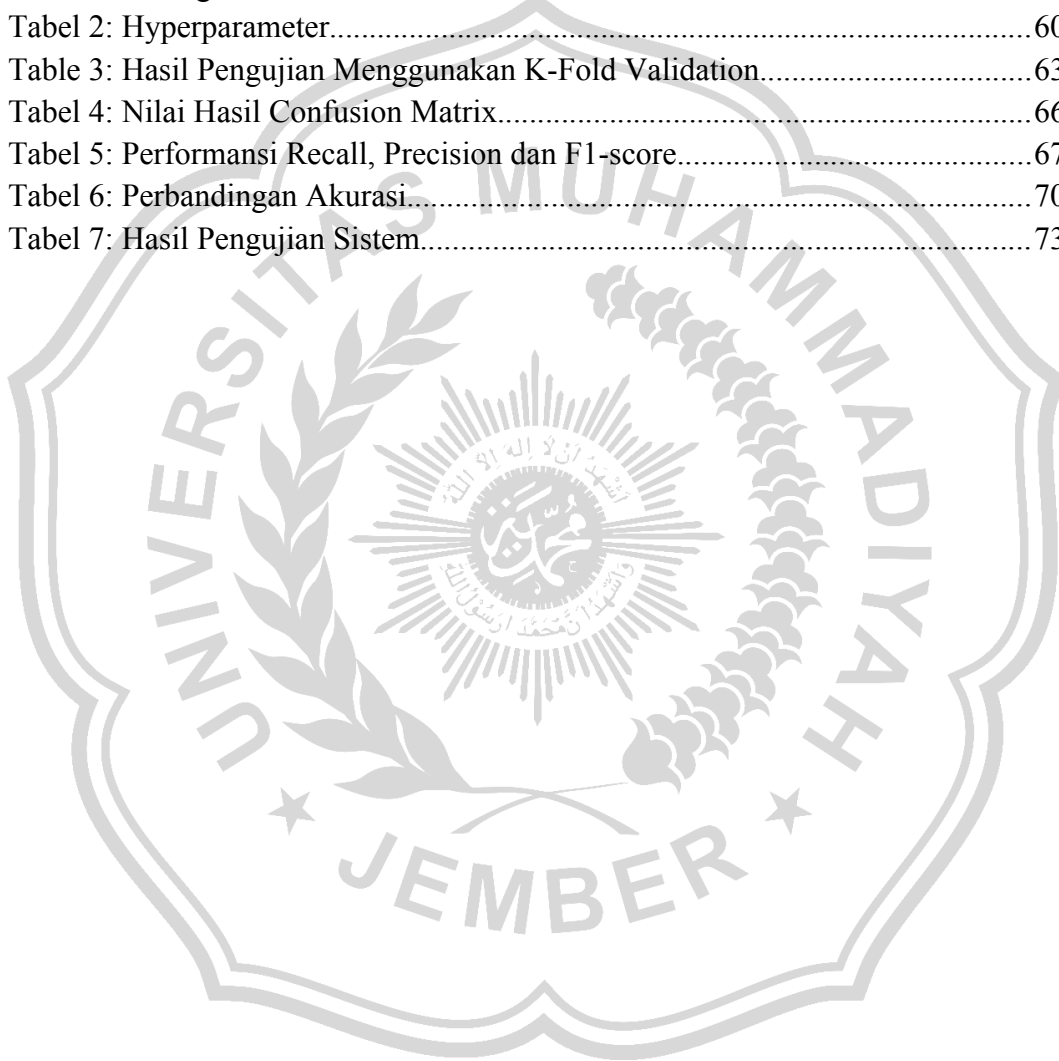 Tabel 2: Hyperparameter....................................................................................60
Table 3: Hasil Pengujian Menggunakan K-Fold Validation.................................63
Tabel 4: Nilai Hasil Confusion Matrix..................................................................66
Tabel 5: Performansi Recall, Precision dan F1-score...........................................67
Tabel 6: Perbandingan Akurasi.............................................................................70
Tabel 7: Hasil Pengujian Sistem...........................................................................73
UNIVERSITAS MUHAMMADIYAH
JEMBER